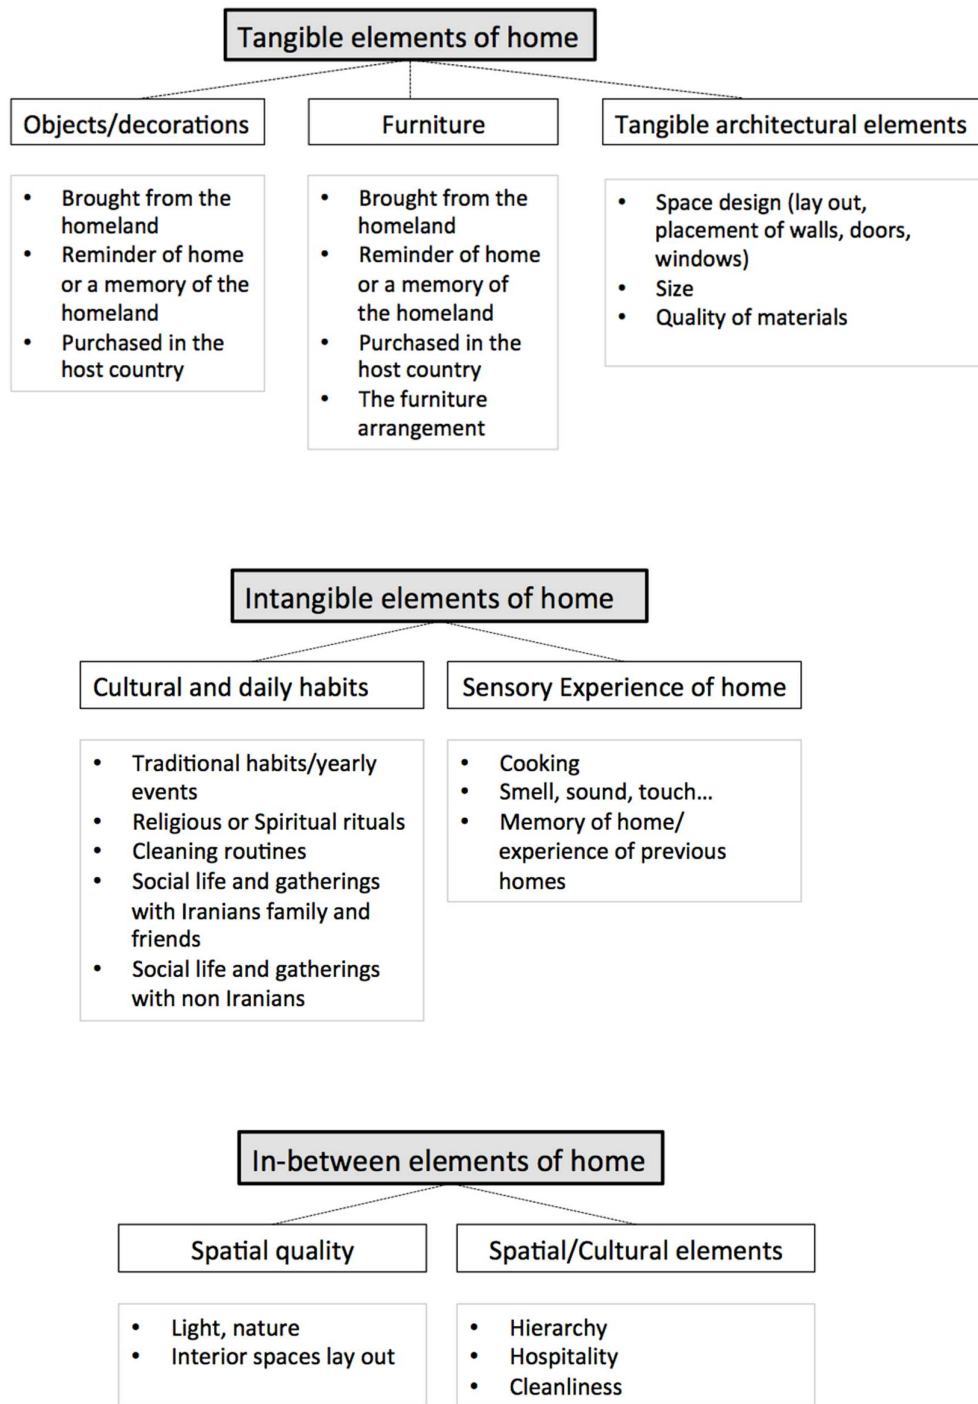 Tangible elements of home
Objects/decorations
• Brought from the
homeland
• Reminder of home
or a memory of the
homeland
• Purchased in the
host country
Furniture
• Brought from the
homeland
• Reminder of home
or a memory of
the homeland
• Purchased in the
host country
• The furniture
arrangement
Tangible architectural elements
• Space design (lay out,
placement of walls, doors,
windows)
• Size
• Quality of materials
Intangible elements of home
Cultural and daily habits
• Traditional habits/yearly
events
• Religious or Spiritual rituals
• Cleaning routines
• Social life and gatherings
with Iranians family and
friends
• Social life and gatherings
with non Iranians
Sensory Experience of home
• Cooking
• Smell, sound, touch...
• Memory of home/
experience of previous
homes
In-between elements of home
Spatial quality
• Light, nature
• Interior spaces lay out
Spatial/Cultural elements
• Hierarchy
• Hospitality
• Cleanliness